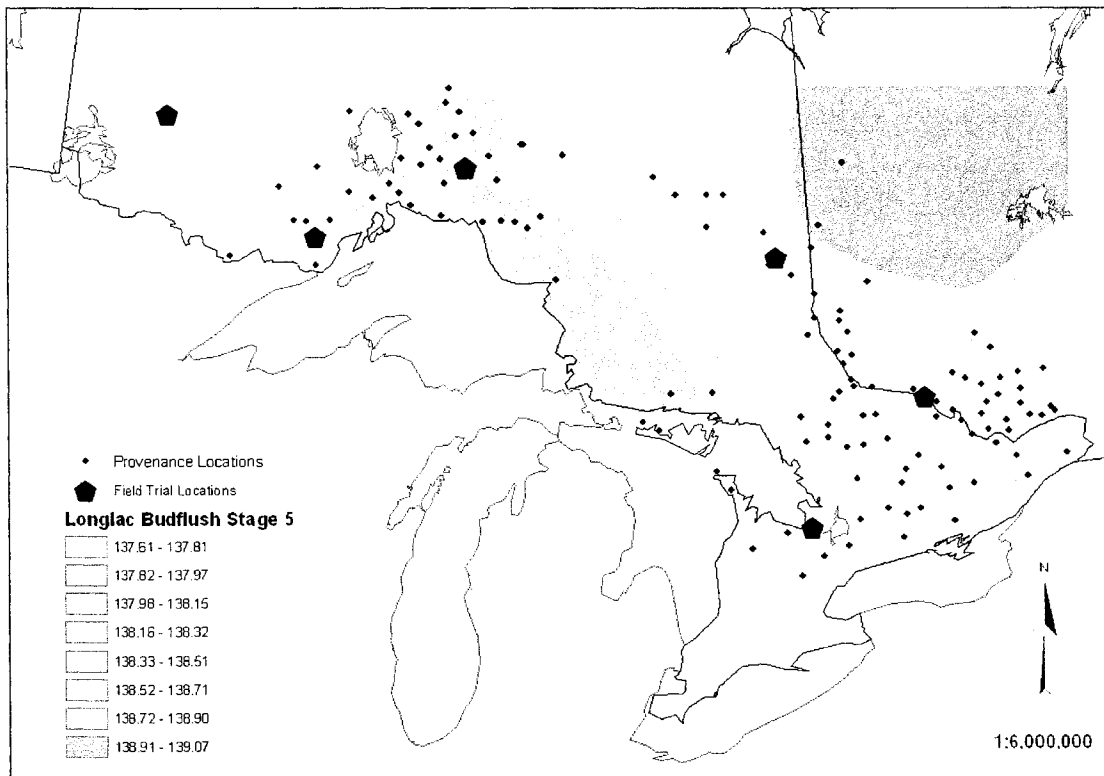 Provenance Locations
Field Trial Locations
Longlac Budflush Stage 5
137.61 - 137.81
137.82 - 137.97
137.98 - 138.15
138.16 - 138.32
138.33 - 138.51
138.52 - 138.71
138.72 - 138.90
138.91 - 139.07
N
1:6,000,000